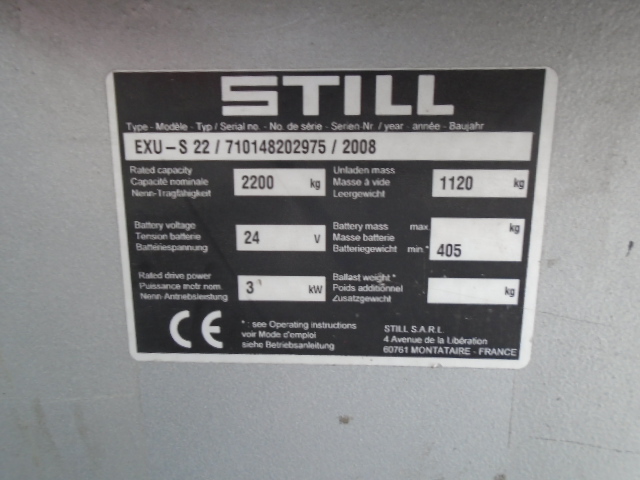 STILL
Type - Modèle - Typ / Serial no. - No. de série - Serien-Nr. / year - année - Baujahr
EXU-S 22 / 710148202975 / 2008
Rated capacity
Capacité nominale
Nenn-Tragfähigkeit
2200 kg
Unladen mass
Masse à vide
Leergewicht
1120 kg
Battery voltage
Tension batterie
Batteriespannung
24 V
Battery mass max.
Masse batterie
Batteriegewicht min.*
kg
405
Rated drive power
Puissance motr. nom.
Nenn-Antriebsleistung
3 kW
Ballast weight *
Poids additionnel
Zusatzgewicht
kg
CE
* : see Operating instructions
voir Mode d'emploi
siehe Betriebsanleitung
STILL S.A.R.L.
4 Avenue de la Libération
60761 MONTATAIRE - FRANCE